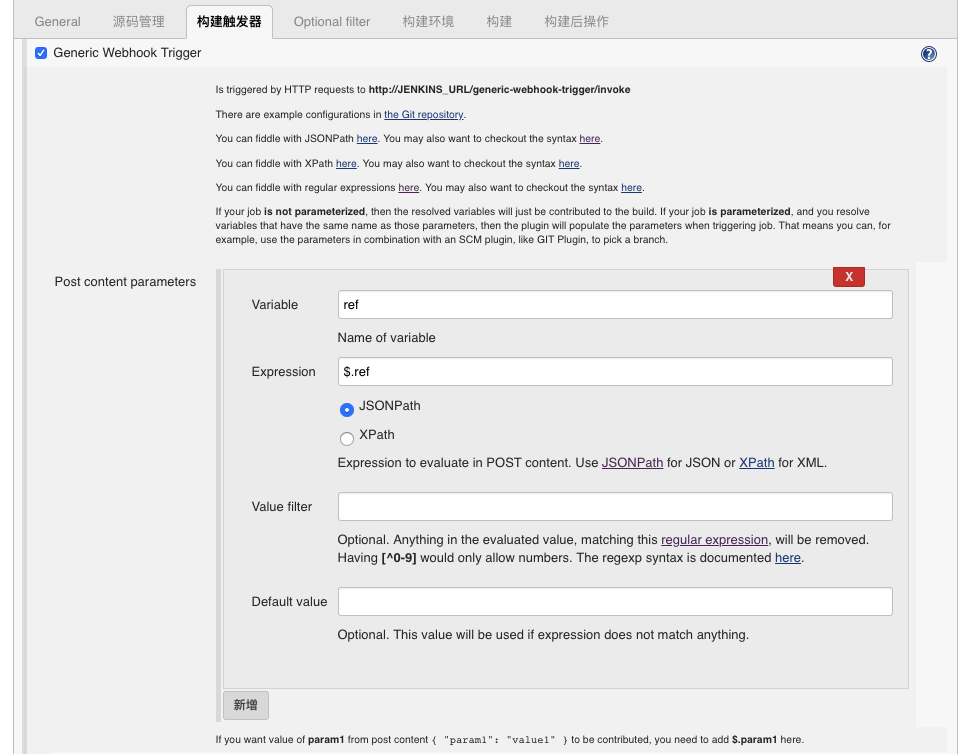 General 源码管理 构建触发器 Optional filter 构建环境 构建 构建后操作
Generic Webhook Trigger ?
Is triggered by HTTP requests to http://JENKINS_URL/generic-webhook-trigger/invoke
There are example configurations in the Git repository.
You can fiddle with JSONPath here. You may also want to checkout the syntax here.
You can fiddle with XPath here. You may also want to checkout the syntax here.
You can fiddle with regular expressions here. You may also want to checkout the syntax here.
If your job is not parameterized, then the resolved variables will just be contributed to the build. If your job is parameterized, and you resolve
variables that have the same name as those parameters, then the plugin will populate the parameters when triggering job. That means you can, for
example, use the parameters in combination with an SCM plugin, like GIT Plugin, to pick a branch.
Post content parameters
X
Variable ref
Name of variable
Expression $.ref
JSONPath
XPath
Expression to evaluate in POST content. Use JSONPath for JSON or XPath for XML.
Value filter
Optional. Anything in the evaluated value, matching this regular expression, will be removed.
Having [^0-9] would only allow numbers. The regexp syntax is documented here.
Default value
Optional. This value will be used if expression does not match anything.
新增
If you want value of param1 from post content { "param1": "value1" } to be contributed, you need to add $.param1 here.